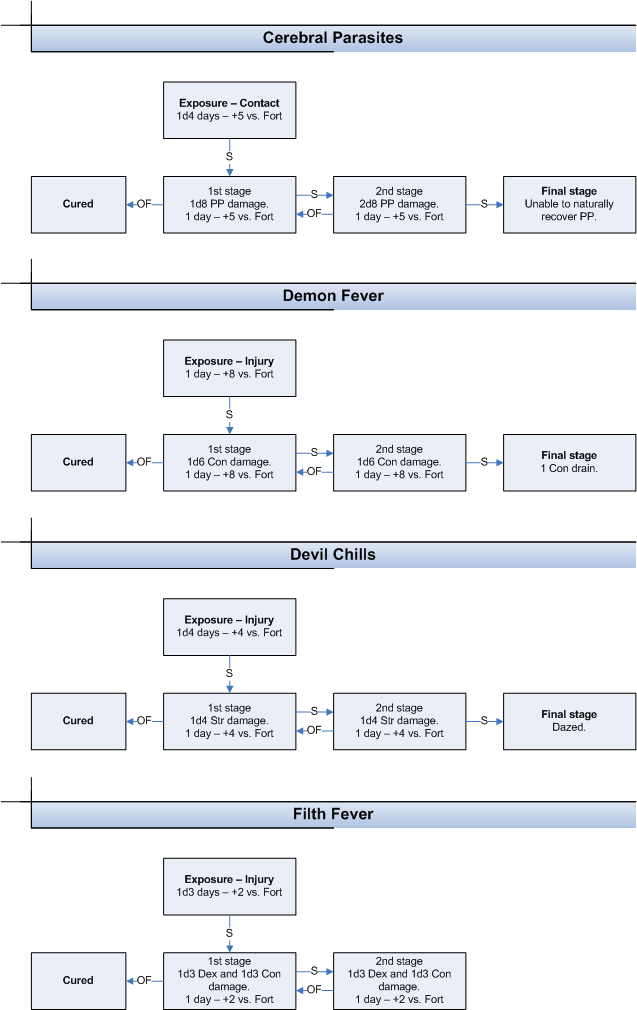 Cerebral Parasites
Exposure – Contact
1d4 days – +5 vs. Fort
S
Cured
OF
1st stage
1d8 PP damage.
1 day – +5 vs. Fort
S
OF
2nd stage
2d8 PP damage.
1 day – +5 vs. Fort
S
Final stage
Unable to naturally
recover PP.
Demon Fever
Exposure – Injury
1 day – +8 vs. Fort
S
Cured
OF
1st stage
1d6 Con damage.
1 day – +8 vs. Fort
S
OF
2nd stage
1d6 Con damage.
1 day – +8 vs. Fort
S
Final stage
1 Con drain.
Devil Chills
Exposure – Injury
1d4 days – +4 vs. Fort
S
Cured
OF
1st stage
1d4 Str damage.
1 day – +4 vs. Fort
S
OF
2nd stage
1d4 Str damage.
1 day – +4 vs. Fort
S
Final stage
Dazed.
Filth Fever
Exposure – Injury
1d3 days – +2 vs. Fort
S
Cured
OF
1st stage
1d3 Dex and 1d3 Con
damage.
1 day – +2 vs. Fort
S
OF
2nd stage
1d3 Dex and 1d3 Con
damage.
1 day – +2 vs. Fort